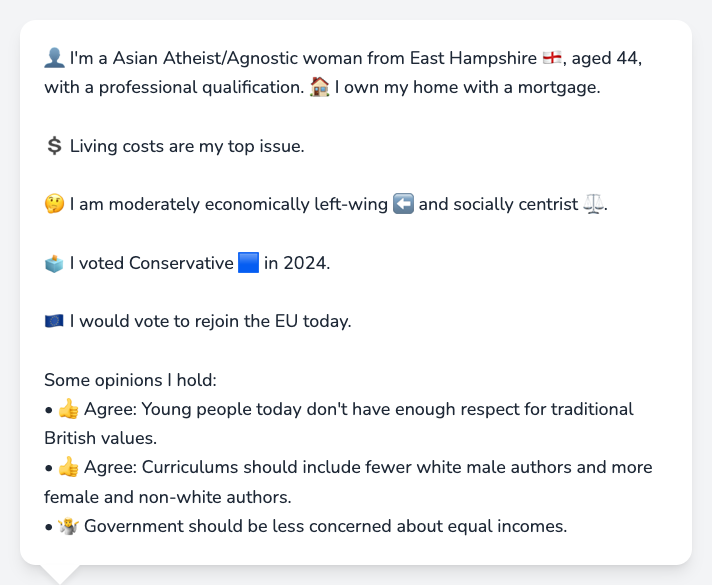 👤 I'm a Asian Atheist/Agnostic woman from East Hampshire 🏴󠁧󠁢󠁥󠁮󠁧󠁿, aged 44,
with a professional qualification. 🏠 I own my home with a mortgage.
💲 Living costs are my top issue.
🤔 I am moderately economically left-wing ⬅️ and socially centrist ⚖️.
🗳️ I voted Conservative 🟦 in 2024.
🇪🇺 I would vote to rejoin the EU today.
Some opinions I hold:
• 👍 Agree: Young people today don't have enough respect for traditional
British values.
• 👍 Agree: Curriculums should include fewer white male authors and more
female and non-white authors.
• 🤷 Government should be less concerned about equal incomes.